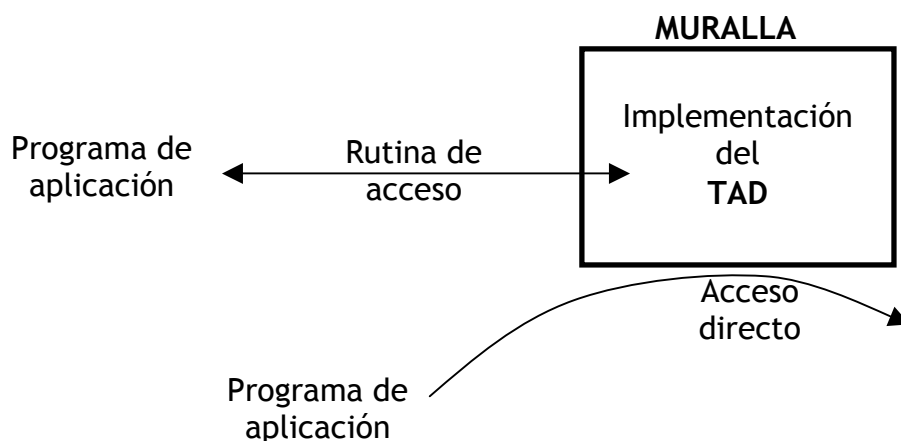 MURALLA
Implementación
del
TAD
Programa de
aplicación
Rutina de
acceso
Acceso
directo
Programa de
aplicación